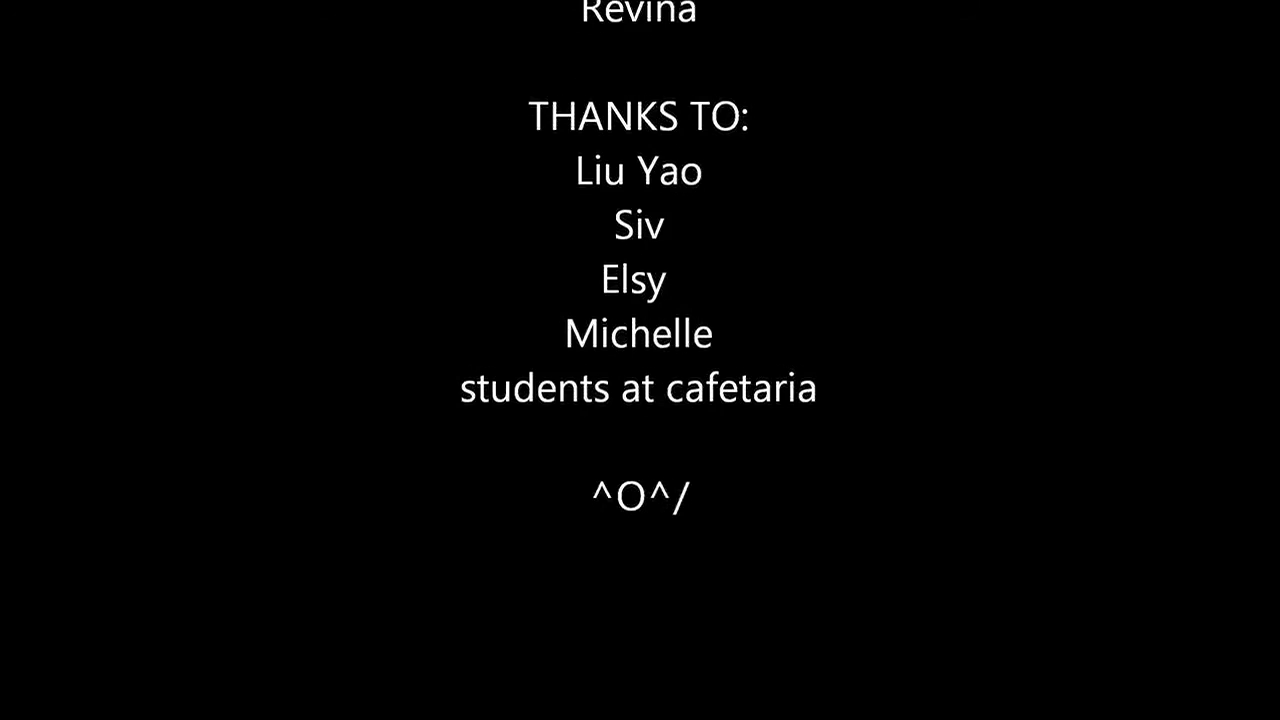 Revina
THANKS TO:
Liu Yao
Siv
Elsy
Michelle
students at cafetaria
^O^/